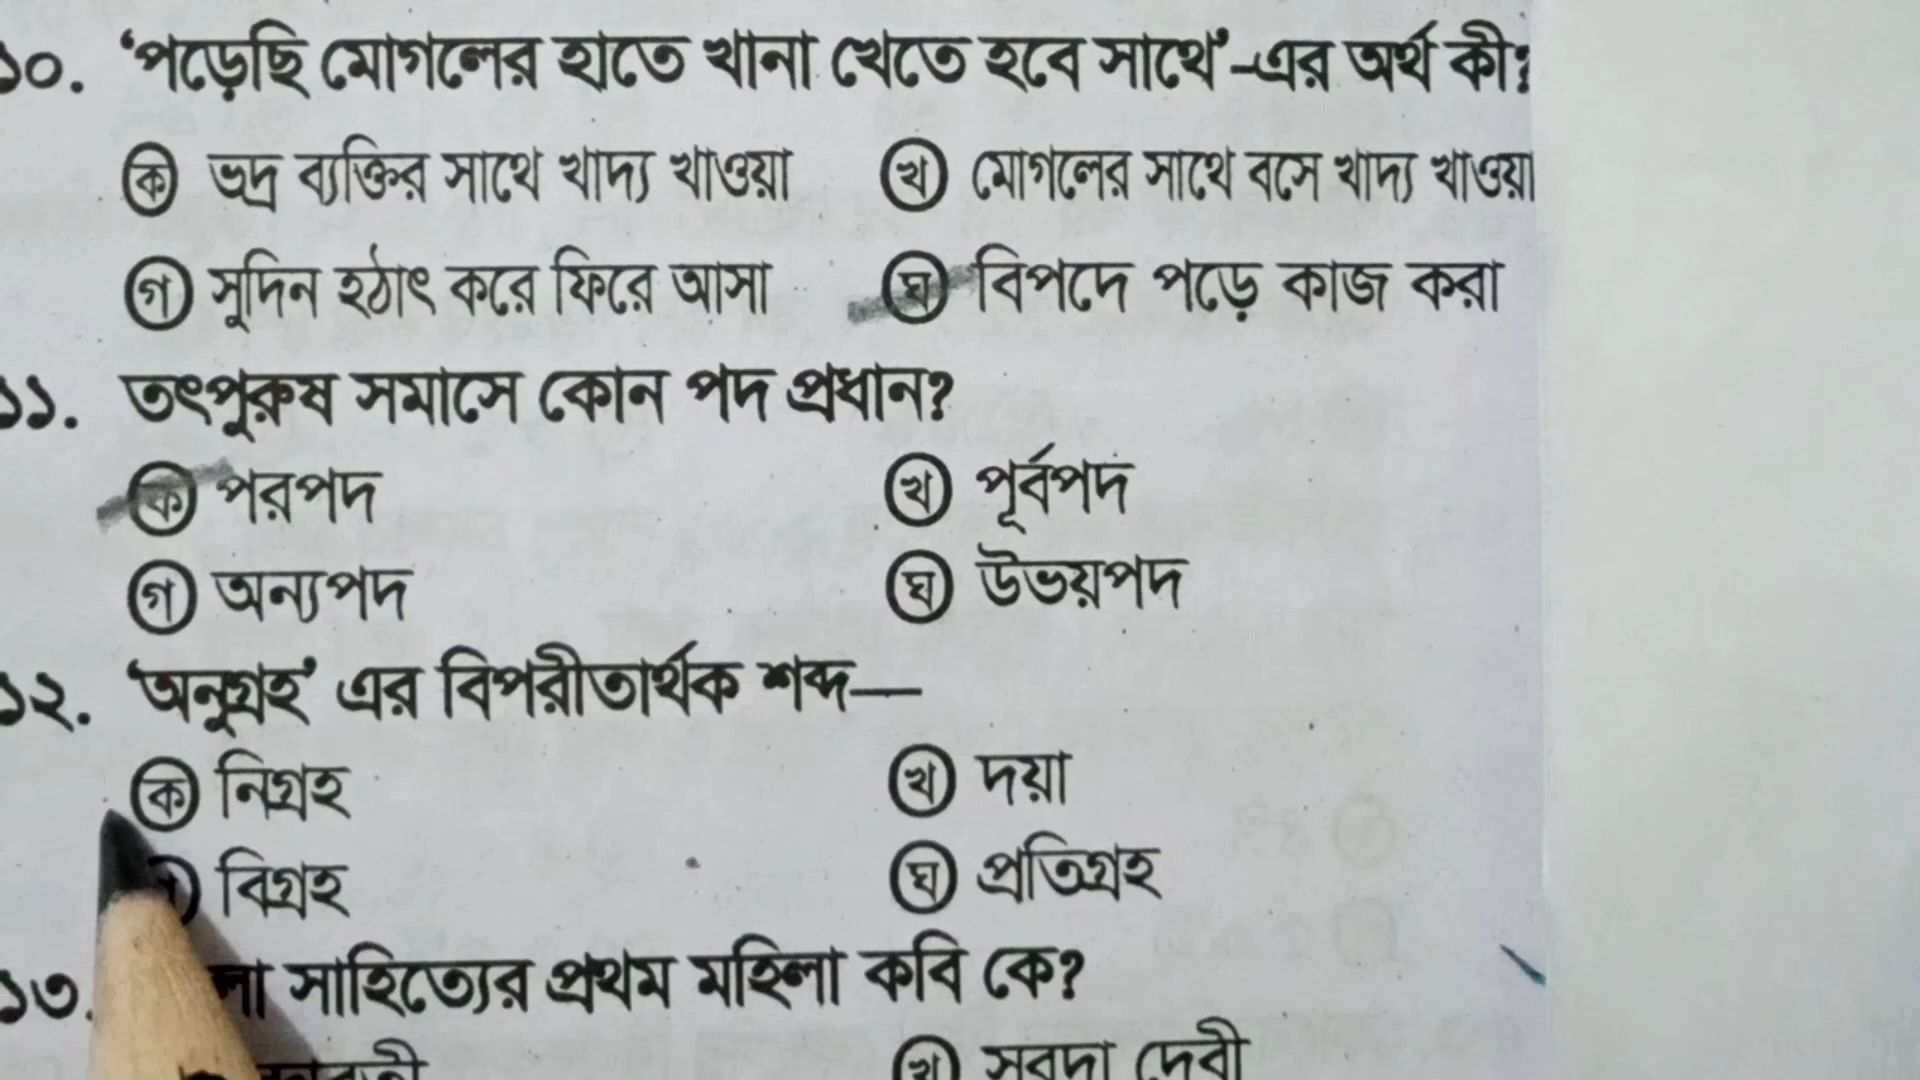 ১০. ‘পড়েছি মোগলের হাতে খানা খেতে হবে সাথে’-এর অর্থ কী?
ক ভদ্র ব্যক্তির সাথে খাদ্য খাওয়া খ মোগলের সাথে বসে খাদ্য খাওয়া
গ সুদিন হঠাৎ করে ফিরে আসা ঘ বিপদে পড়ে কাজ করা
১১. তৎপুরুষ সমাসে কোন পদ প্রধান?
ক পরপদ খ পূর্বপদ
গ অন্যপদ ঘ উভয়পদ
১২. ‘অনুগ্রহ’ এর বিপরীতার্থক শব্দ—
ক নিগ্রহ খ দয়া
বিগ্রহ ঘ প্রতিগ্রহ
১৩. সাহিত্যের প্রথম মহিলা কবি কে?
খ দেবী